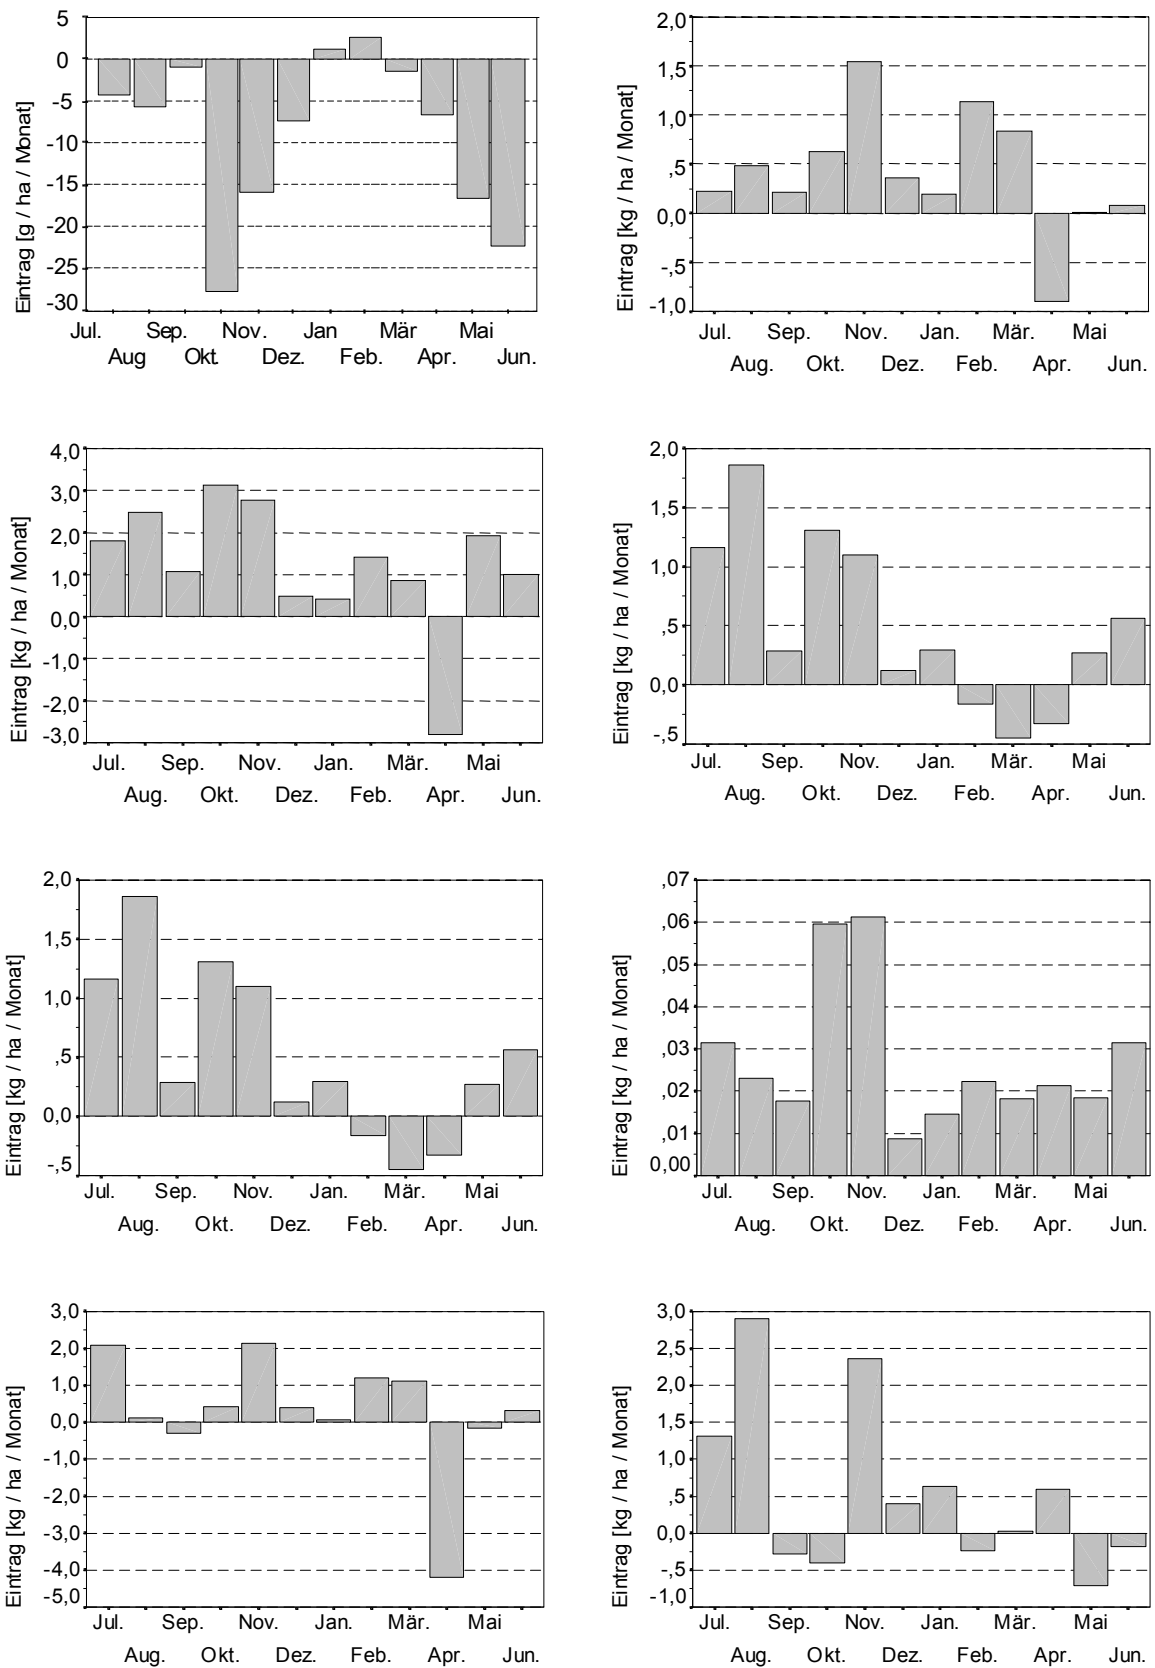 5
0
-5
-10
-15
-20
-25
-30
Eintrag [g / ha / Monat]
Jul. Sep. Nov. Jan Mär Mai
Aug Okt. Dez. Feb. Apr. Jun.
2,0
1,5
1,0
,5
0,0
-,5
-1,0
Eintrag [kg / ha / Monat]
Jul. Sep. Nov. Jan. Mär. Mai
Aug. Okt. Dez. Feb. Apr. Jun.
4,0
3,0
2,0
1,0
0,0
-1,0
-2,0
-3,0
Eintrag [kg / ha / Monat]
Jul. Sep. Nov. Jan. Mär. Mai
Aug. Okt. Dez. Feb. Apr. Jun.
2,0
1,5
1,0
,5
0,0
-,5
Eintrag [kg / ha / Monat]
Jul. Sep. Nov. Jan. Mär. Mai
Aug. Okt. Dez. Feb. Apr. Jun.
2,0
1,5
1,0
,5
0,0
-,5
Eintrag [kg / ha / Monat]
Jul. Sep. Nov. Jan. Mär. Mai
Aug. Okt. Dez. Feb. Apr. Jun.
,07
,06
,05
,04
,03
,02
,01
0,00
Eintrag [kg / ha / Monat]
Jul. Sep. Nov. Jan. Mär. Mai
Aug. Okt. Dez. Feb. Apr. Jun.
3,0
2,0
1,0
0,0
-1,0
-2,0
-3,0
-4,0
-5,0
Eintrag [kg / ha / Monat]
Jul. Sep. Nov. Jan. Mär. Mai
Aug. Okt. Dez. Feb. Apr. Jun.
3,0
2,5
2,0
1,5
1,0
,5
0,0
-,5
-1,0
Eintrag [kg / ha / Monat]
Jul. Sep. Nov. Jan. Mär. Mai
Aug. Okt. Dez. Feb. Apr. Jun.